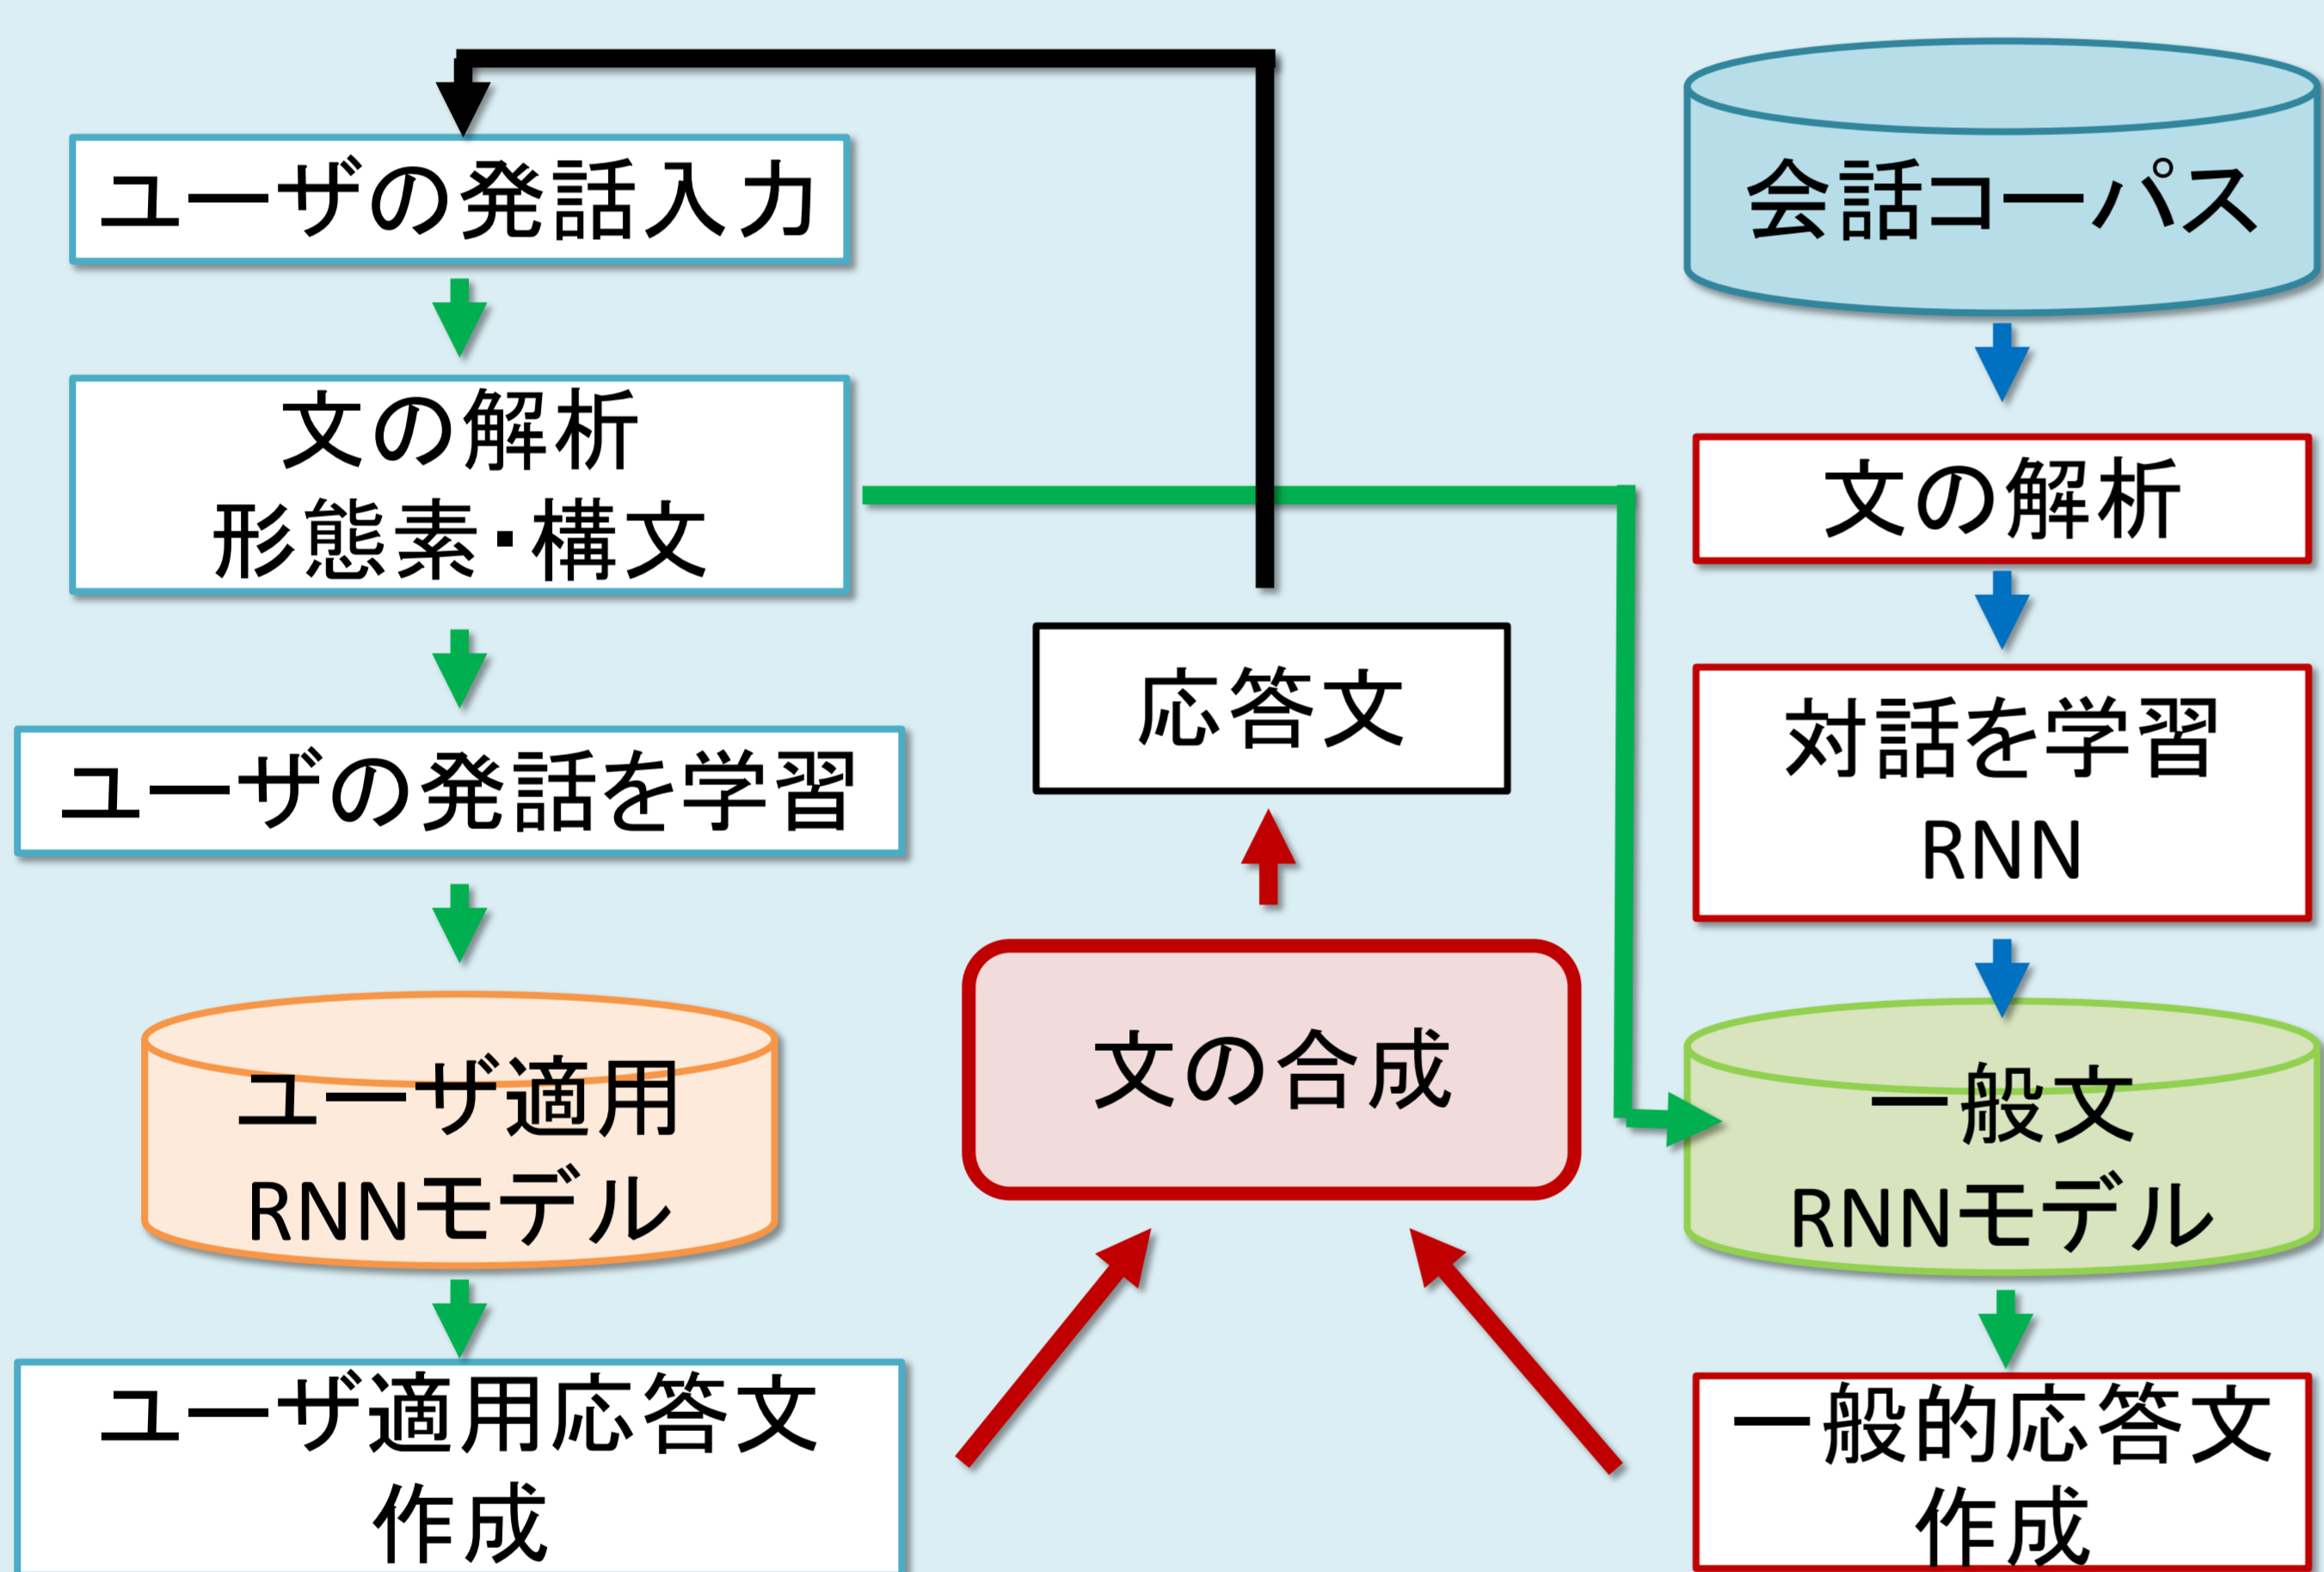 ユーザの発話入力
文の解析
形態素・構文
ユーザの発話を学習
ユーザ適用
RNNモデル
ユーザ適用応答文
作成
応答文
文の合成
会話コーパス
文の解析
対話を学習
RNN
一般文
RNNモデル
一般的応答文
作成